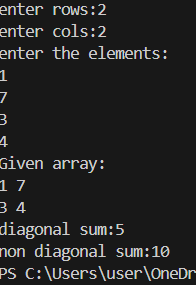 enter rows:2
enter cols:2
enter the elements:
1
7
3
4
Given array:
1 7
3 4
diagonal sum:5
non diagonal sum:10
PS C:\Users\user\OneDr